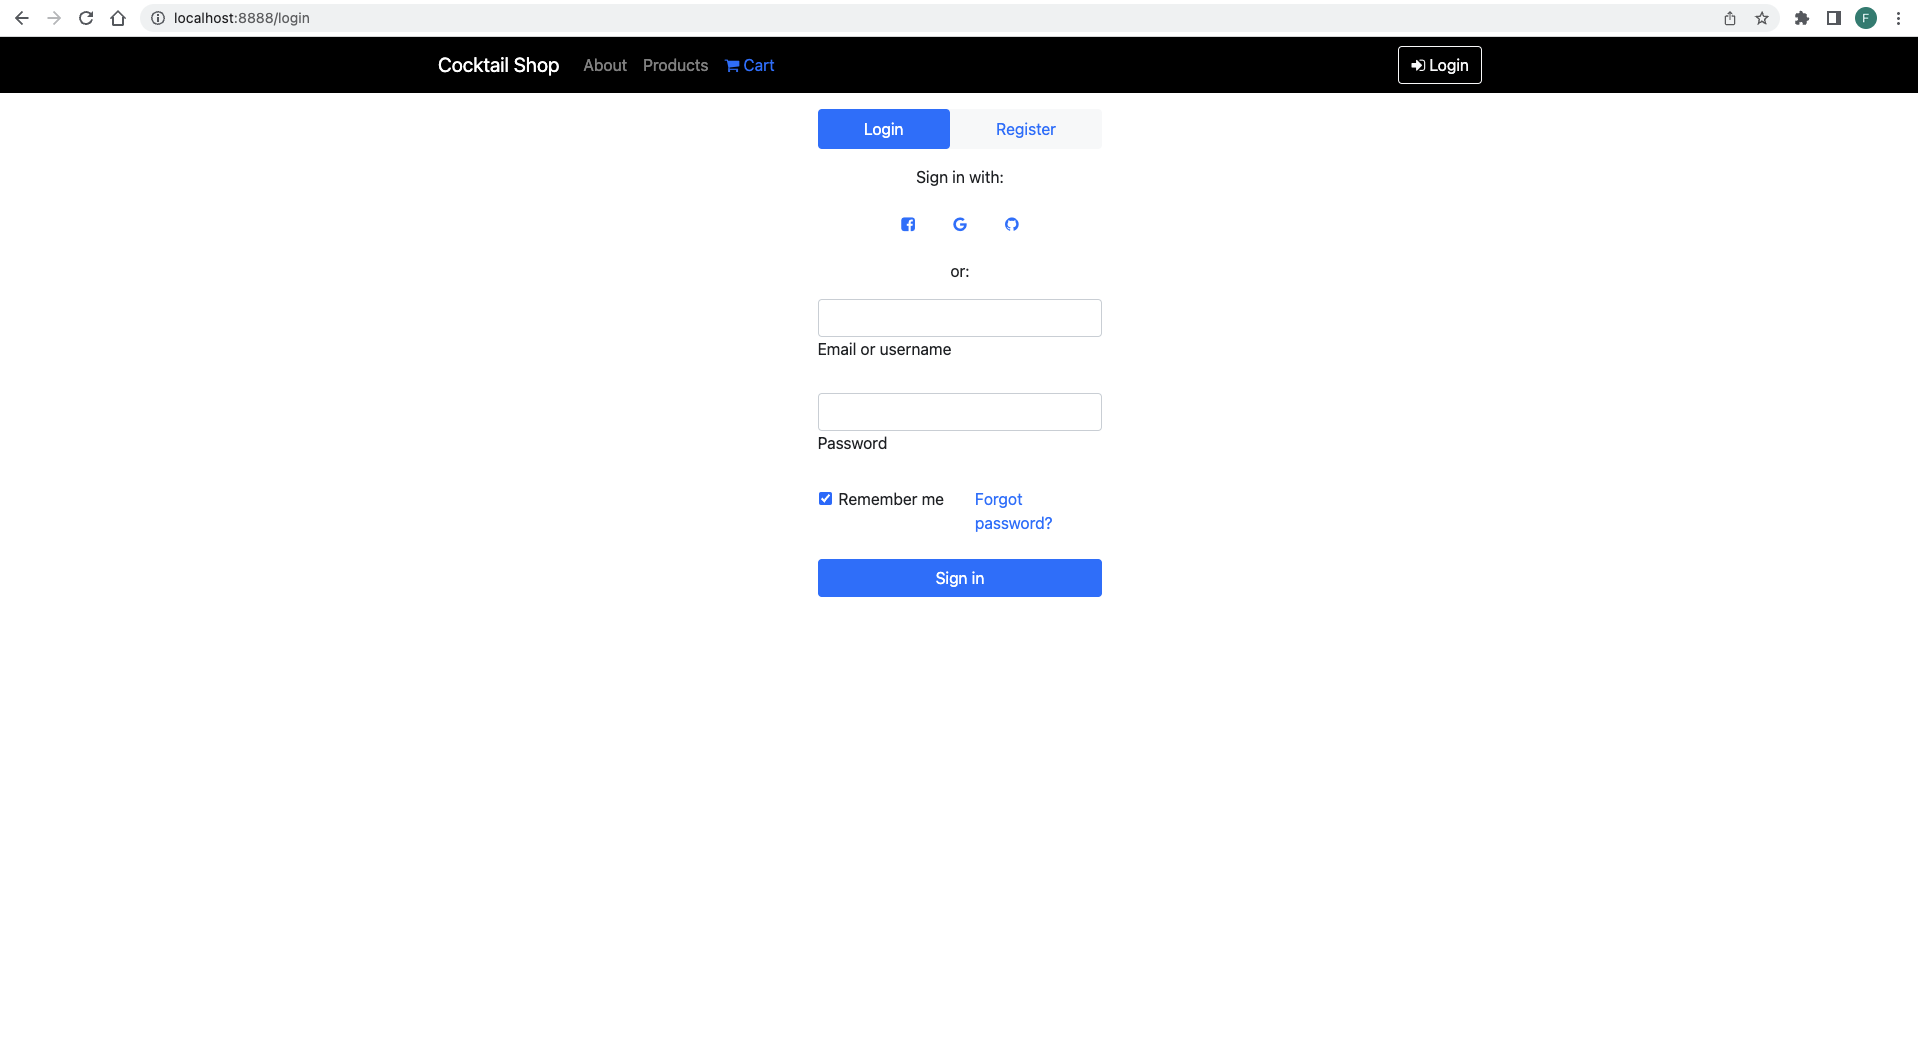 localhost:8888/login
F
Cocktail Shop About Products Cart Login
Login Register
Sign in with:
or:
Email or username
Password
Remember me Forgot
password?
Sign in